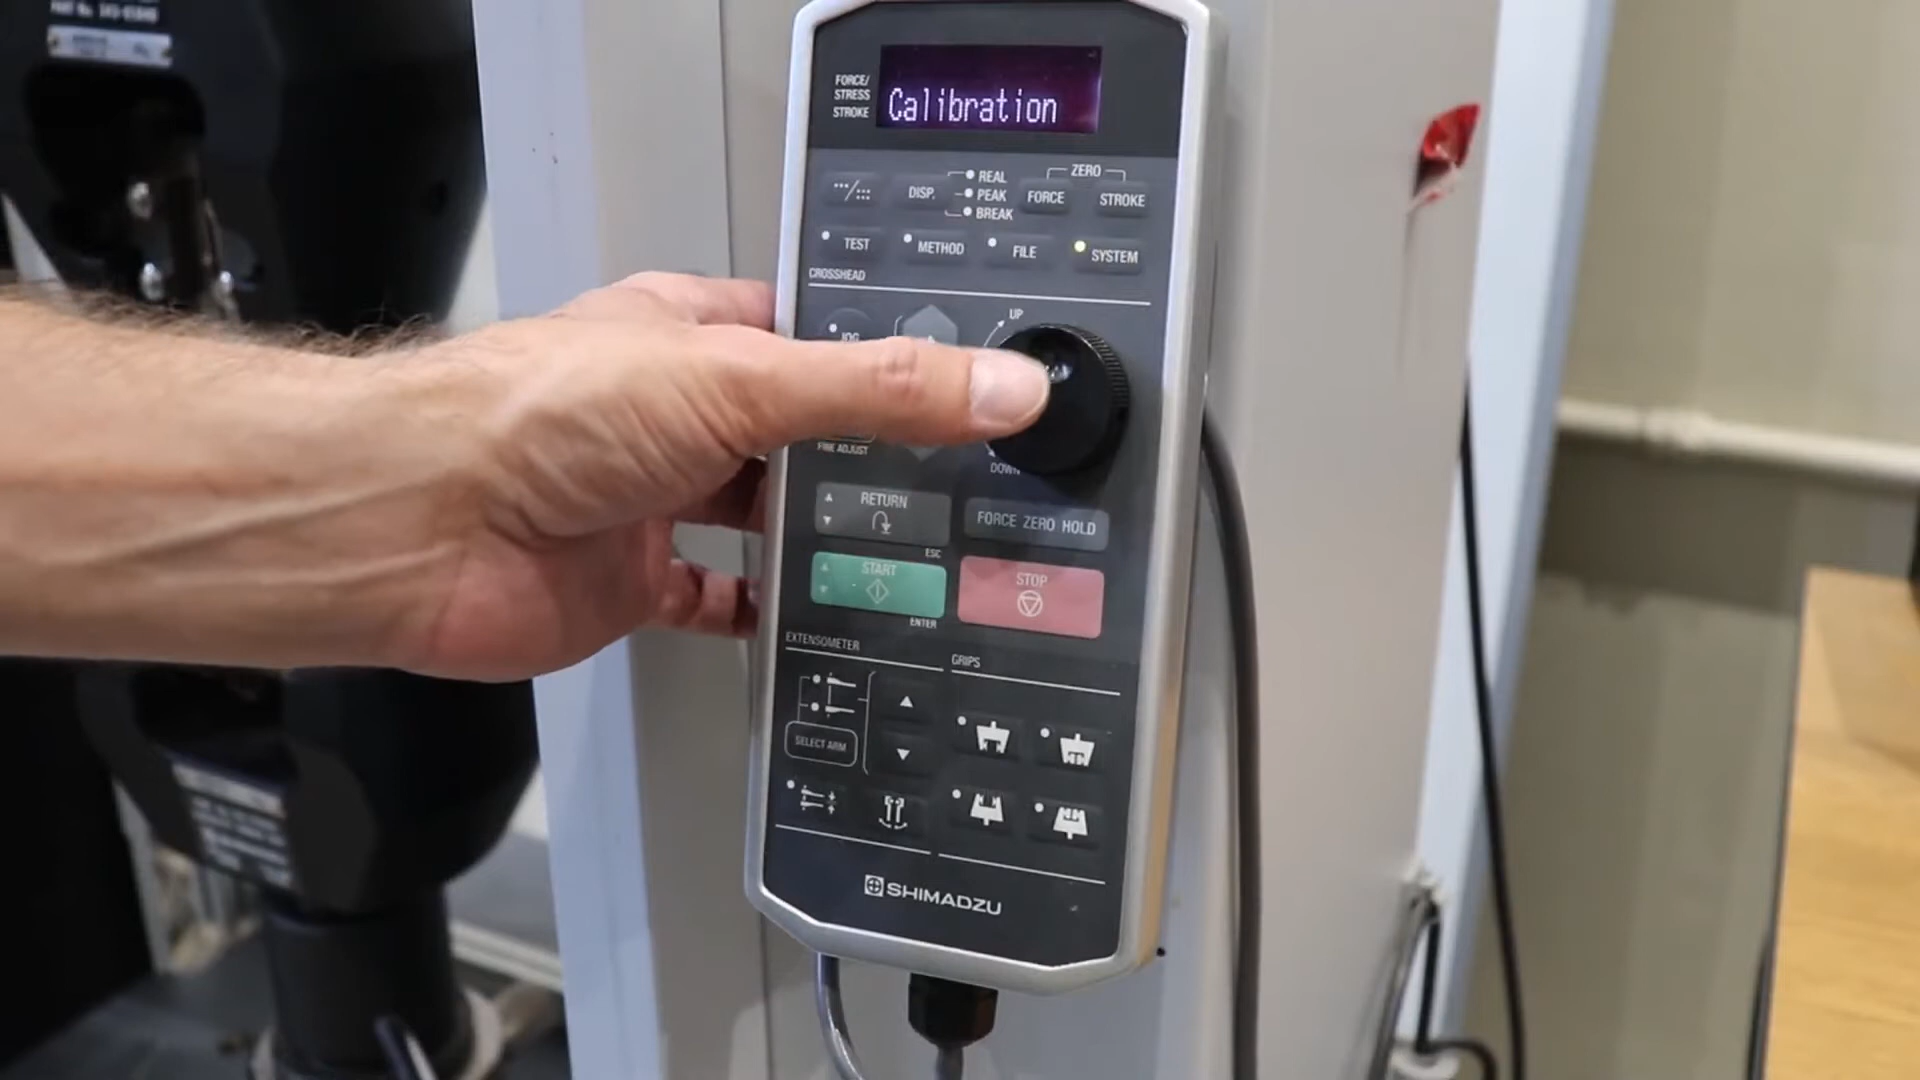 FORCE/
STRESS
STROKE
Calibration
DISP.
REAL
PEAK
BREAK
ZERO
FORCE
STROKE
TEST
METHOD
FILE
SYSTEM
CROSSHEAD
JOG
UP
FINE ADJUST
DOWN
RETURN
FORCE ZERO HOLD
ESC
START
STOP
ENTER
EXTENSOMETER
GRIPS
SELECT ARM
SHIMADZU